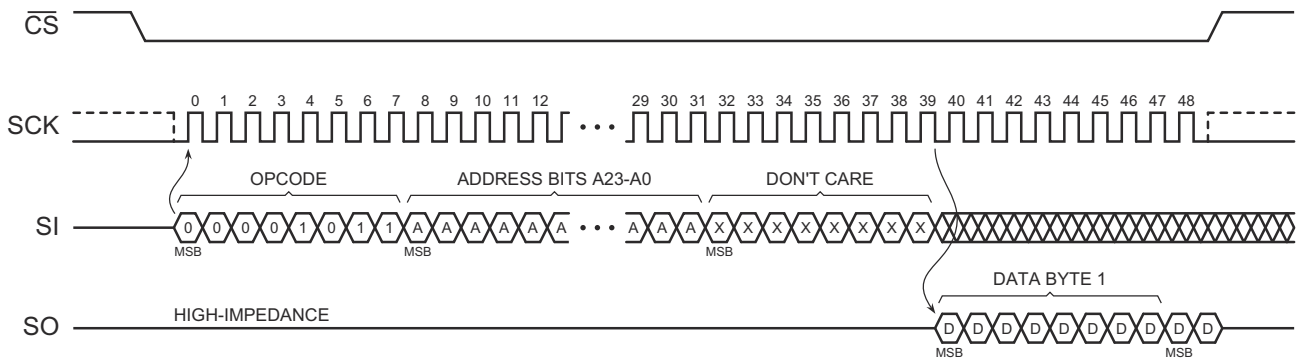 CS
0 1 2 3 4 5 6 7 8 9 10 11 12 29 30 31 32 33 34 35 36 37 38 39 40 41 42 43 44 45 46 47 48
SCK
OPCODE ADDRESS BITS A23-A0 DON'T CARE
SI 0 0 0 0 1 0 1 1 A A A A A A A A A X X X X X X X X
MSB MSB MSB
DATA BYTE 1
HIGH-IMPEDANCE
SO D D D D D D D D D D
MSB MSB